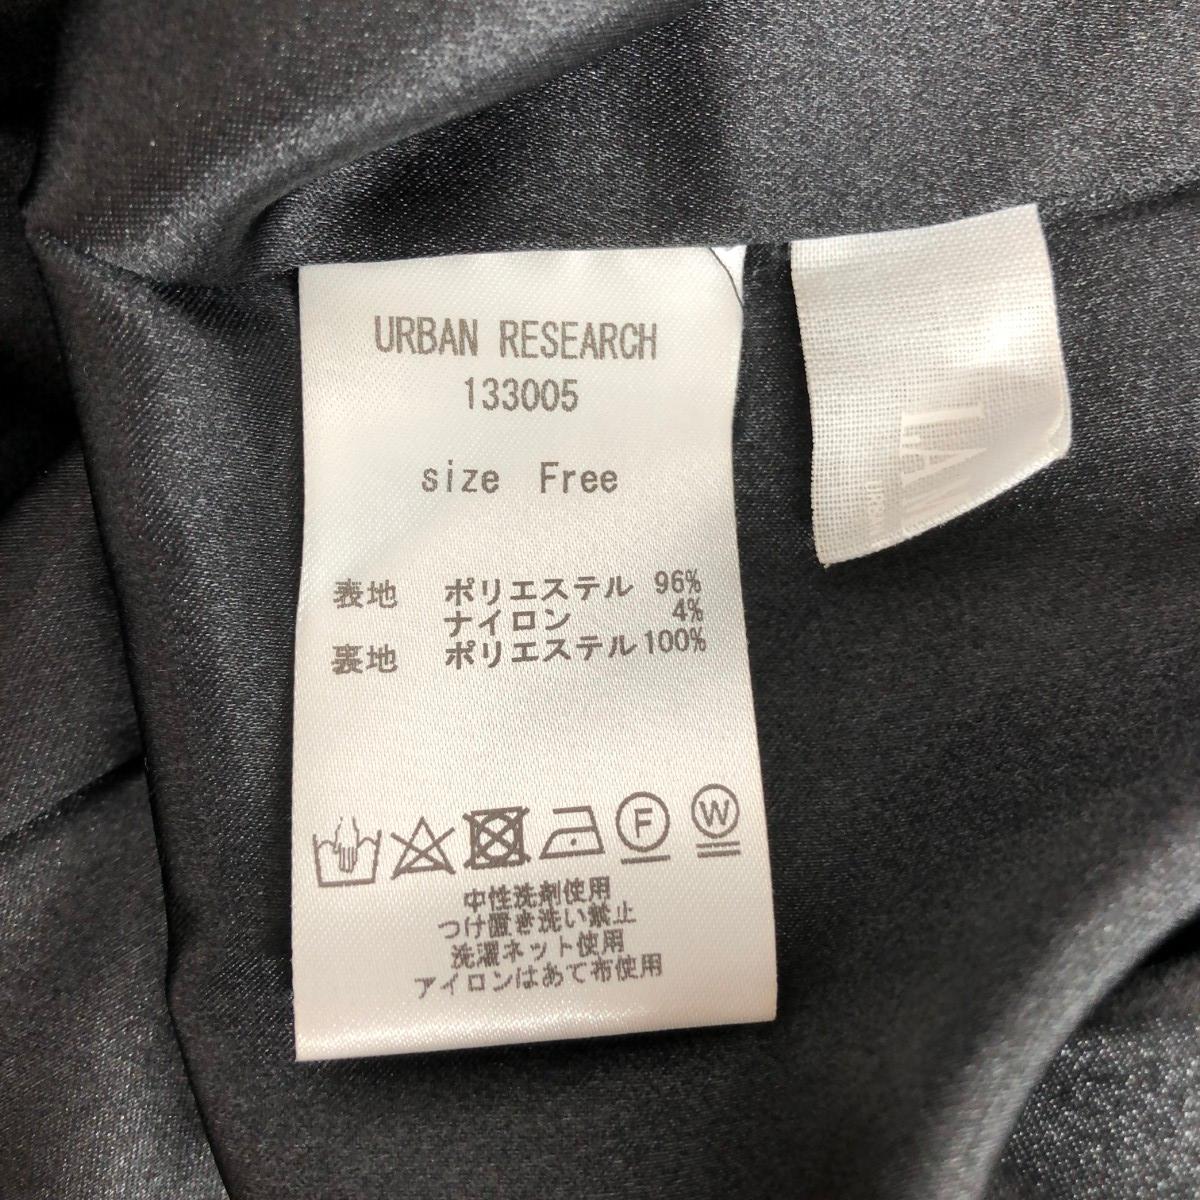 URBAN RESEARCH
133005
size Free
表地 ポリエステル 96%
ナイロン 4%
裏地 ポリエステル 100%
F
W
中性洗剤使用
つけ置き洗い禁止
洗濯ネット使用
アイロンはあて布使用